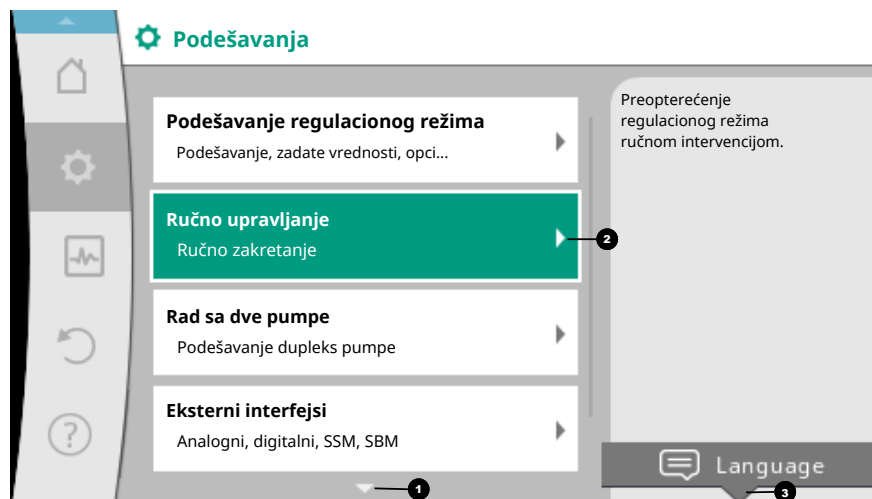 Podešavanja
Podešavanje regulacionog režima
Podešavanje, zadate vrednosti, opci...
Ručno upravljanje
Ručno zakretanje
Rad sa dve pumpe
Podešavanje dupleks pumpe
Eksterni interfejsi
Analogni, digitalni, SSM, SBM
Preopterećenje
regulacionog režima
ručnom intervencijom.
2
?
Language
1
3